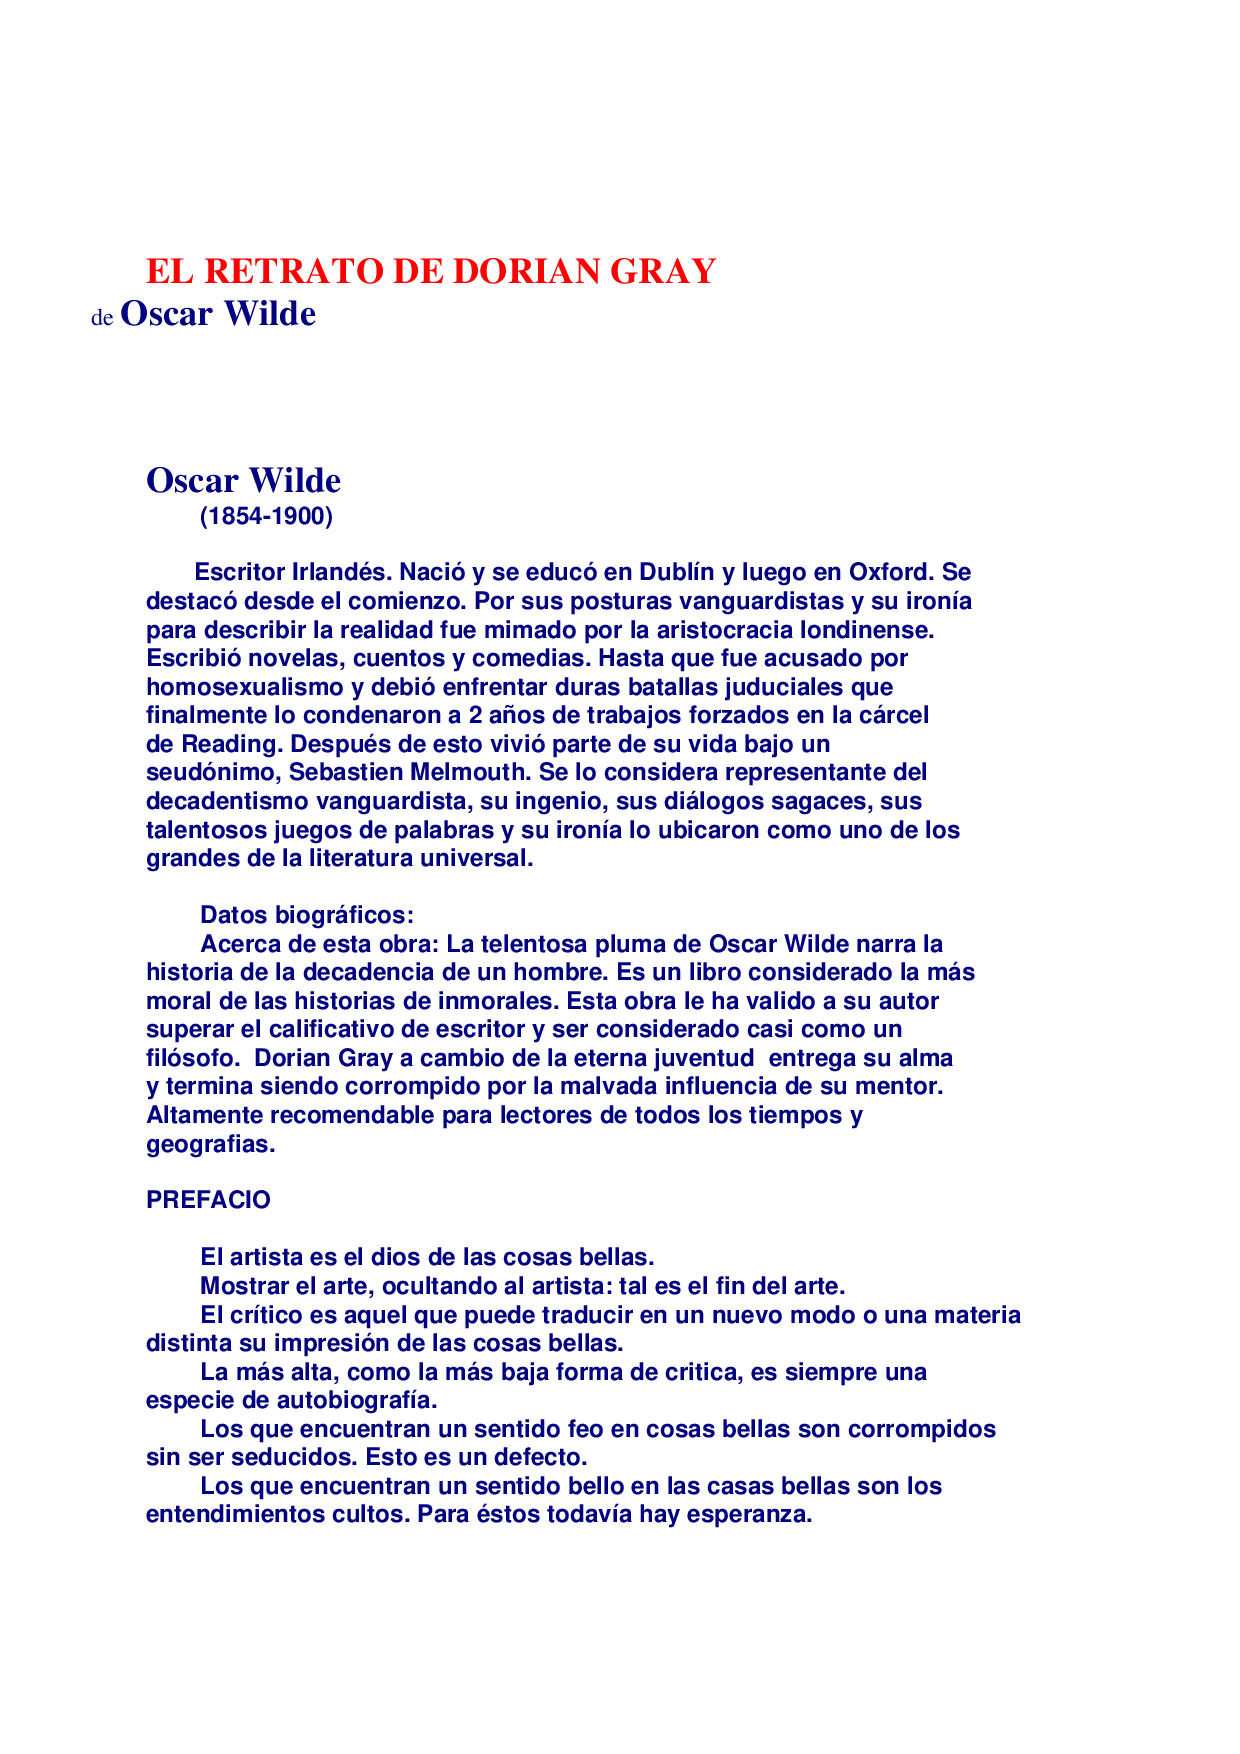 EL RETRATO DE DORIAN GRAY
de Oscar Wilde
Oscar Wilde
(1854-1900)
Escritor Irlandés. Nació y se educó en Dublín y luego en Oxford. Se
destacó desde el comienzo. Por sus posturas vanguardistas y su ironía
para describir la realidad fue mimado por la aristocracia londinense.
Escribió novelas, cuentos y comedias. Hasta que fue acusado por
homosexualismo y debió enfrentar duras batallas juduciales que
finalmente lo condenaron a 2 años de trabajos forzados en la cárcel
de Reading. Después de esto vivió parte de su vida bajo un
seudónimo, Sebastien Melmouth. Se lo considera representante del
decadentismo vanguardista, su ingenio, sus diálogos sagaces, sus
talentosos juegos de palabras y su ironía lo ubicaron como uno de los
grandes de la literatura universal.
Datos biográficos:
Acerca de esta obra: La telentosa pluma de Oscar Wilde narra la
historia de la decadencia de un hombre. Es un libro considerado la más
moral de las historias de inmorales. Esta obra le ha valido a su autor
superar el calificativo de escritor y ser considerado casi como un
filósofo.  Dorian Gray a cambio de la eterna juventud  entrega su alma
y termina siendo corrompido por la malvada influencia de su mentor.
Altamente recomendable para lectores de todos los tiempos y
geografias.
PREFACIO
El artista es el dios de las cosas bellas.
Mostrar el arte, ocultando al artista: tal es el fin del arte.
El crítico es aquel que puede traducir en un nuevo modo o una materia
distinta su impresión de las cosas bellas.
La más alta, como la más baja forma de critica, es siempre una
especie de autobiografía.
Los que encuentran un sentido feo en cosas bellas son corrompidos
sin ser seducidos. Esto es un defecto.
Los que encuentran un sentido bello en las casas bellas son los
entendimientos cultos. Para éstos todavía hay esperanza.